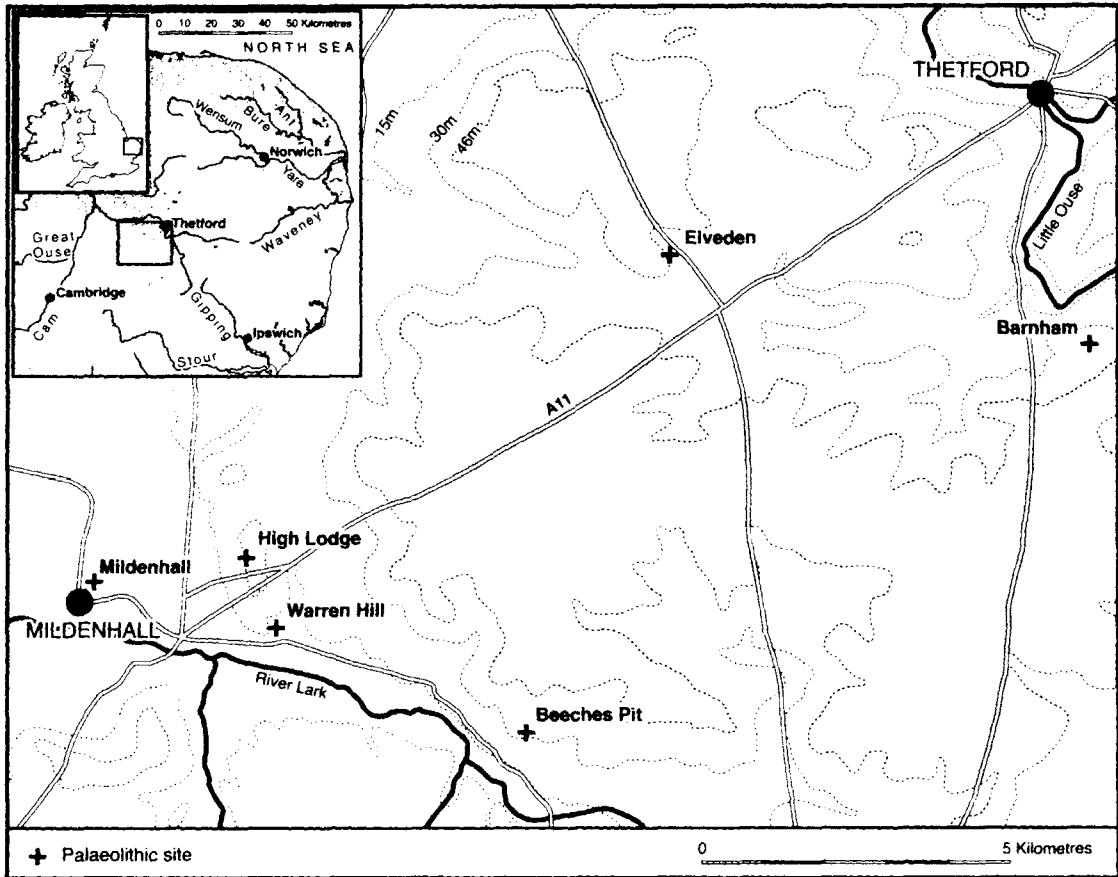 0 10 20 30 40 50 Kilometres
NORTH SEA
Wensum
Bure
Ant
Norwich
Yare
Thetford
Waveney
Great
Ouse
Cambridge
Cam
Gipping
Ipswich
Stour
15m
30m
46m
THETFORD
Little Ouse
Elveden
Barnham
A11
High Lodge
Mildenhall
MILDENHALL
Warren Hill
River Lark
Beeches Pit
Palaeolithic site
0 5 Kilometres